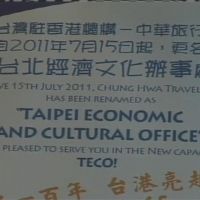 台灣駐香港機構－中華旅行
自2011年7月15日起，更名
台北經濟文化辦事處
VE 15TH JULY 2011, CHUNG HWA TRAVEL
HAS BEEN RENAMED AS
"TAIPEI ECONOMIC
AND CULTURAL OFFICE"
PLEASED TO SERVE YOU IN THE NEW CAPA
TECO!
一百年 台港亮起